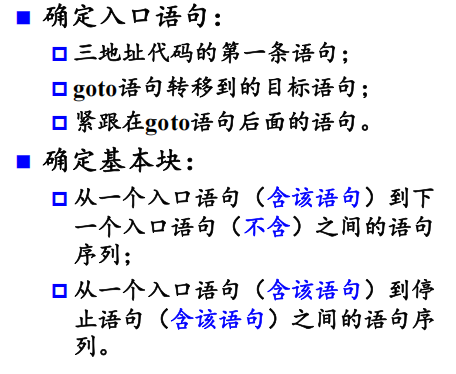 确定入口语句：
三地址代码的第一条语句；
goto语句转移到的目标语句；
紧跟在goto语句后面的语句。
确定基本块：
从一个入口语句（含该语句）到下
一个入口语句（不含）之间的语句
序列；
从一个入口语句（含该语句）到停
止语句（含该语句）之间的语句序
列。